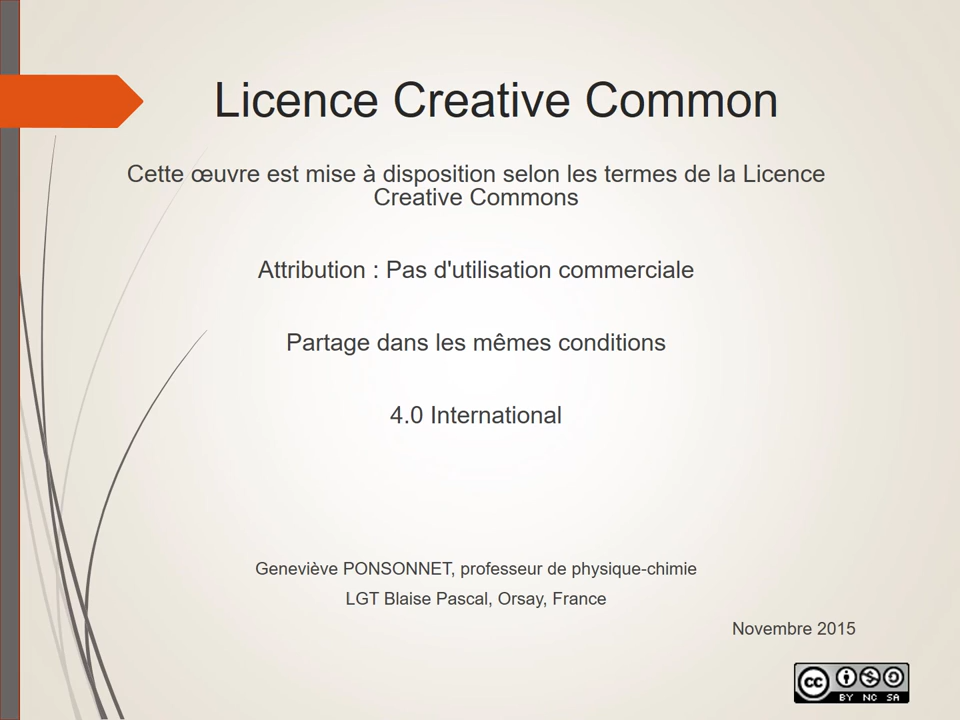 Licence Creative Common
Cette œuvre est mise à disposition selon les termes de la Licence
Creative Commons
Attribution : Pas d'utilisation commerciale
Partage dans les mêmes conditions
4.0 International
Geneviève PONSONNET, professeur de physique-chimie
LGT Blaise Pascal, Orsay, France
Novembre 2015
cc
BY NC SA